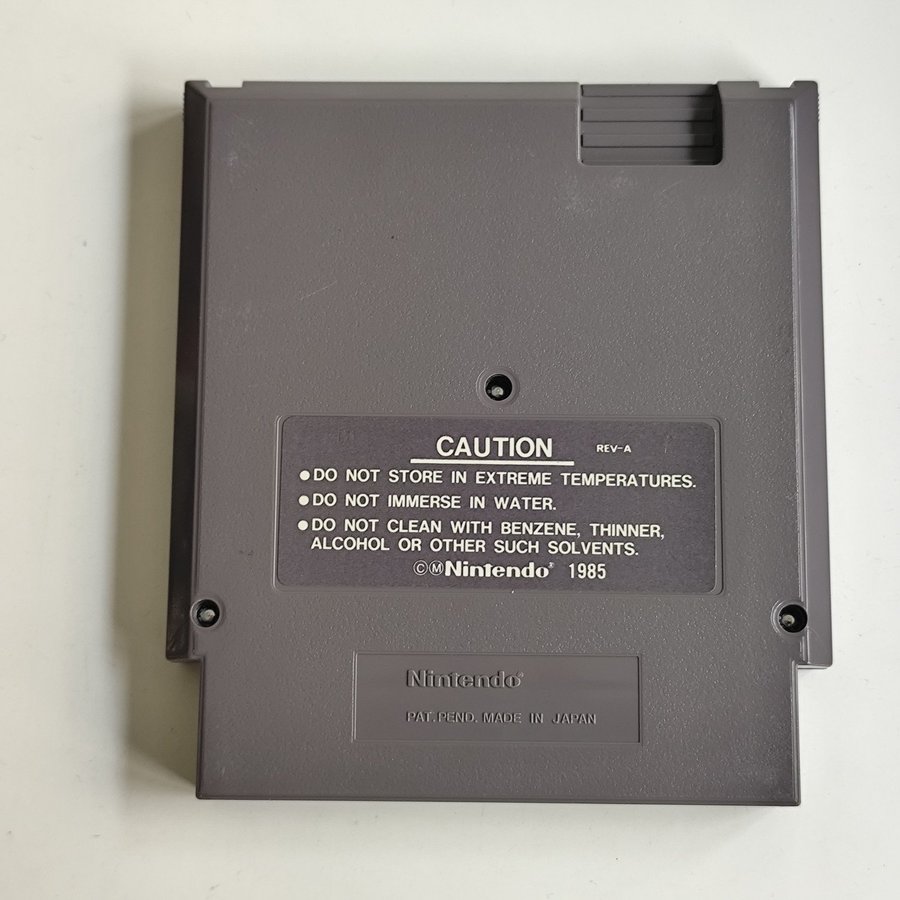 CAUTION REV-A
●DO NOT STORE IN EXTREME TEMPERATURES.
●DO NOT IMMERSE IN WATER.
●DO NOT CLEAN WITH BENZENE, THINNER,
ALCOHOL OR OTHER SUCH SOLVENTS.
ⒸⓂNintendo® 1985
Nintendo®
PAT. PEND. MADE IN JAPAN